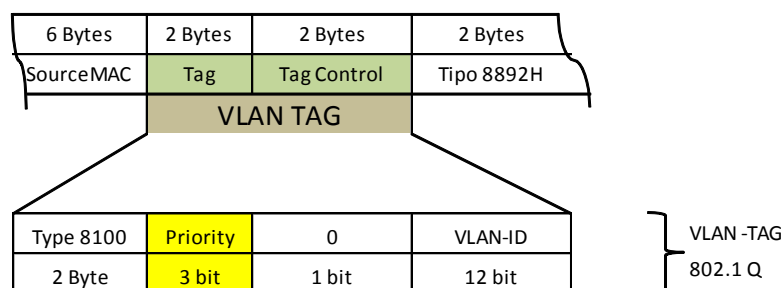 6 Bytes 2 Bytes 2 Bytes 2 Bytes
SourceMAC Tag Tag Control Tipo 8892H
VLAN TAG
Type 8100 Priority 0 VLAN-ID
2 Byte 3 bit 1 bit 12 bit
VLAN -TAG
802.1 Q